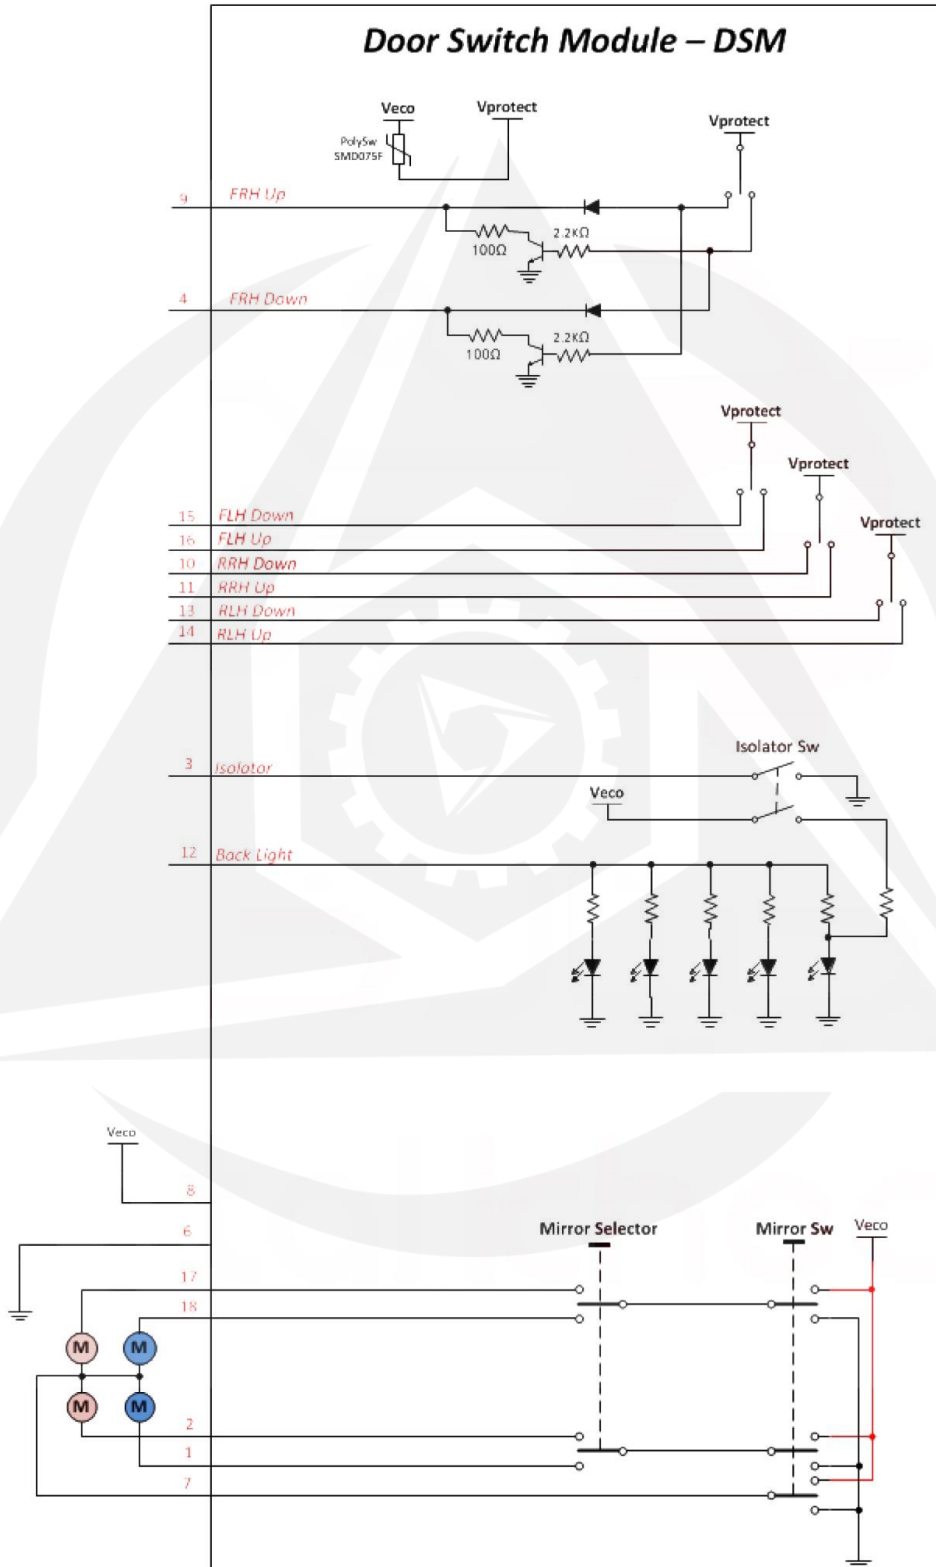 Door Switch Module – DSM
Veco
Vprotect
Vprotect
PolySw
SMD075F
9
FRH Up
100Ω
2.2KΩ
4
FRH Down
100Ω
2.2KΩ
Vprotect
Vprotect
Vprotect
15
FLH Down
16
FLH Up
10
RRH Down
11
RRH Up
13
RLH Down
14
RLH Up
Isolator Sw
3
Isolator
Veco
12
Back Light
Veco
8
6
Mirror Selector
Mirror Sw
Veco
17
18
M
M
M
M
2
1
7